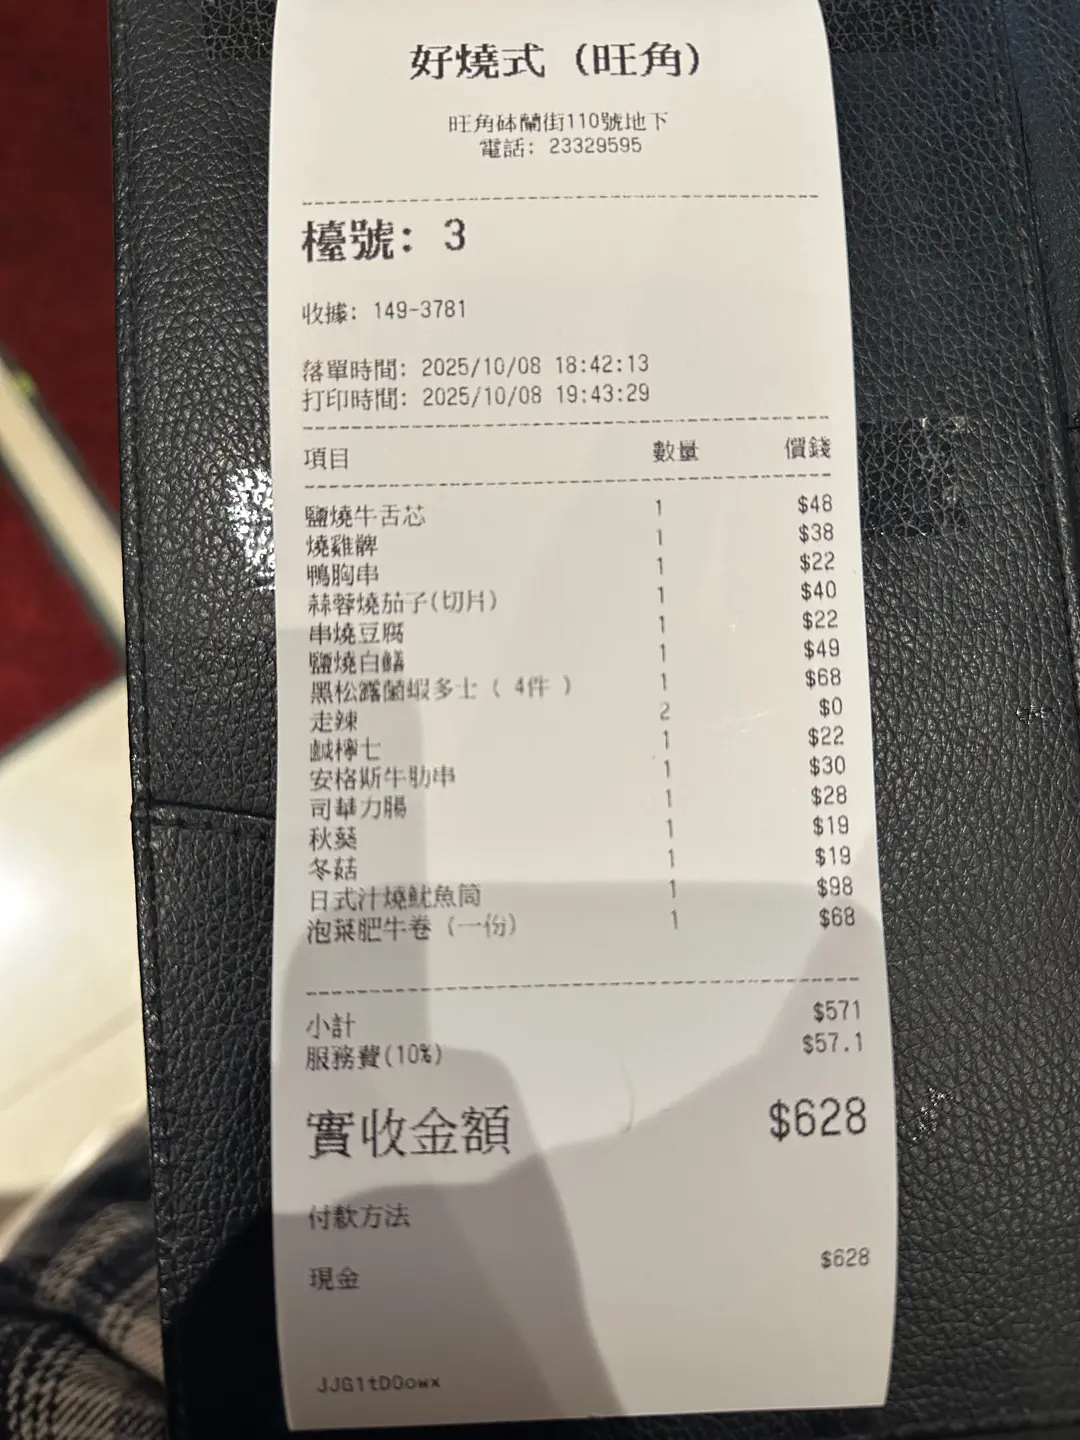 好燒式 (旺角)
旺角砵蘭街110號地下
電話: 23329595
檯號: 3
收據: 149-3781
落單時間: 2025/10/08 18:42:13
打印時間: 2025/10/08 19:43:29
項目 數量 價錢
鹽燒牛舌芯 1 $48
燒雞髀 1 $38
鴨胸串 1 $22
蒜蓉燒茄子(切片) 1 $40
串燒豆腐 1 $22
鹽燒白鱔 1 $49
黑松露菌蝦多士 ( 4件 ) 1 $68
走辣 2 $0
鹹檸七 1 $22
安格斯牛肋串 1 $30
司華力腸 1 $28
秋葵 1 $19
冬菇 1 $19
日式汁燒魷魚筒 1 $98
泡菜肥牛卷 (一份) 1 $68
小計 $571
服務費(10%) $57.1
實收金額 $628
付款方法
現金 $628
JJG1tDOowx